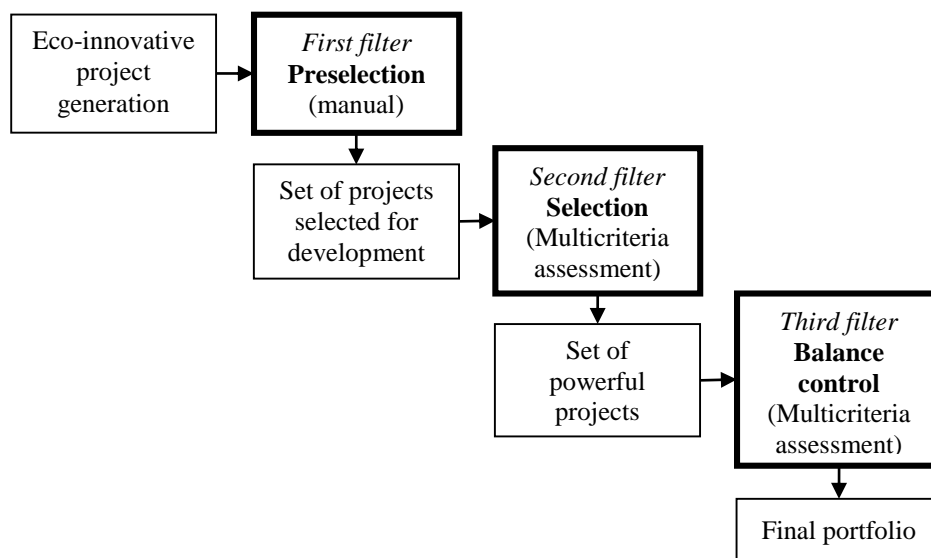 Eco-innovative
project
generation
First filter
Preselection
(manual)
Set of projects
selected for
development
Second filter
Selection
(Multicriteria
assessment)
Set of
powerful
projects
Third filter
Balance
control
(Multicriteria
assessment)
Final portfolio